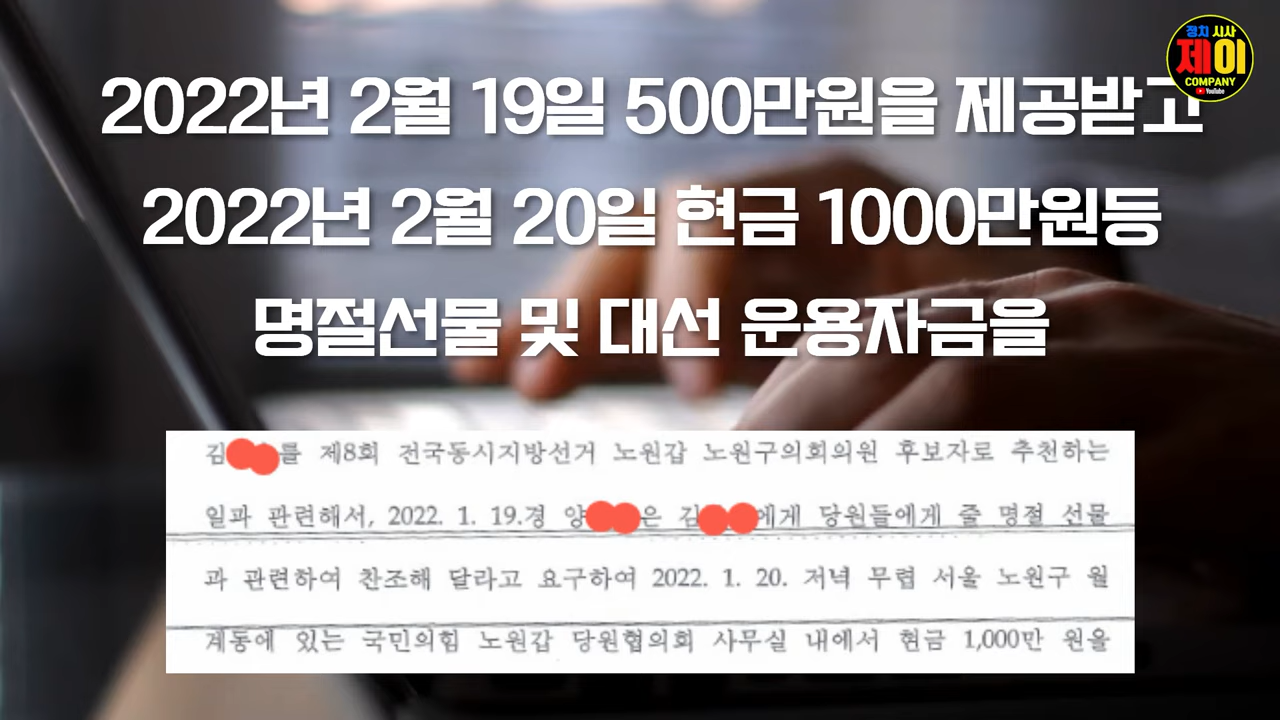 정치 시사
제이
COMPANY
YouTube
2022년 2월 19일 500만원을 제공받고
2022년 2월 20일 현금 1000만원등
명절선물 및 대선 운용자금을
김 를 제8회 전국동시지방선거 노원갑 노원구의회의원 후보자로 추천하는
일과 관련해서, 2022. 1. 19.경 양 은 김 에게 당원들에게 줄 명절 선물
과 관련하여 찬조해 달라고 요구하여 2022. 1. 20. 저녁 무렵 서울 노원구 월
계동에 있는 국민의힘 노원갑 당원협의회 사무실 내에서 현금 1,000만 원을